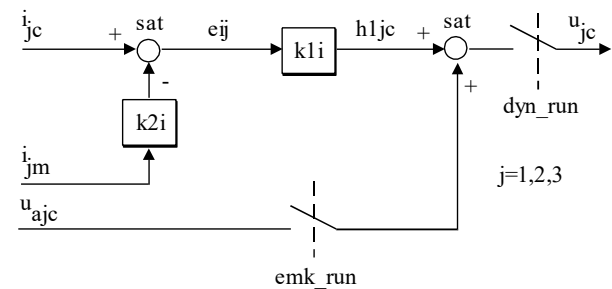 i_jc + sat eij k1i h1jc + sat u_jc
-
+
k2i
dyn_run
i_jm
j=1,2,3
u_ajc
emk_run